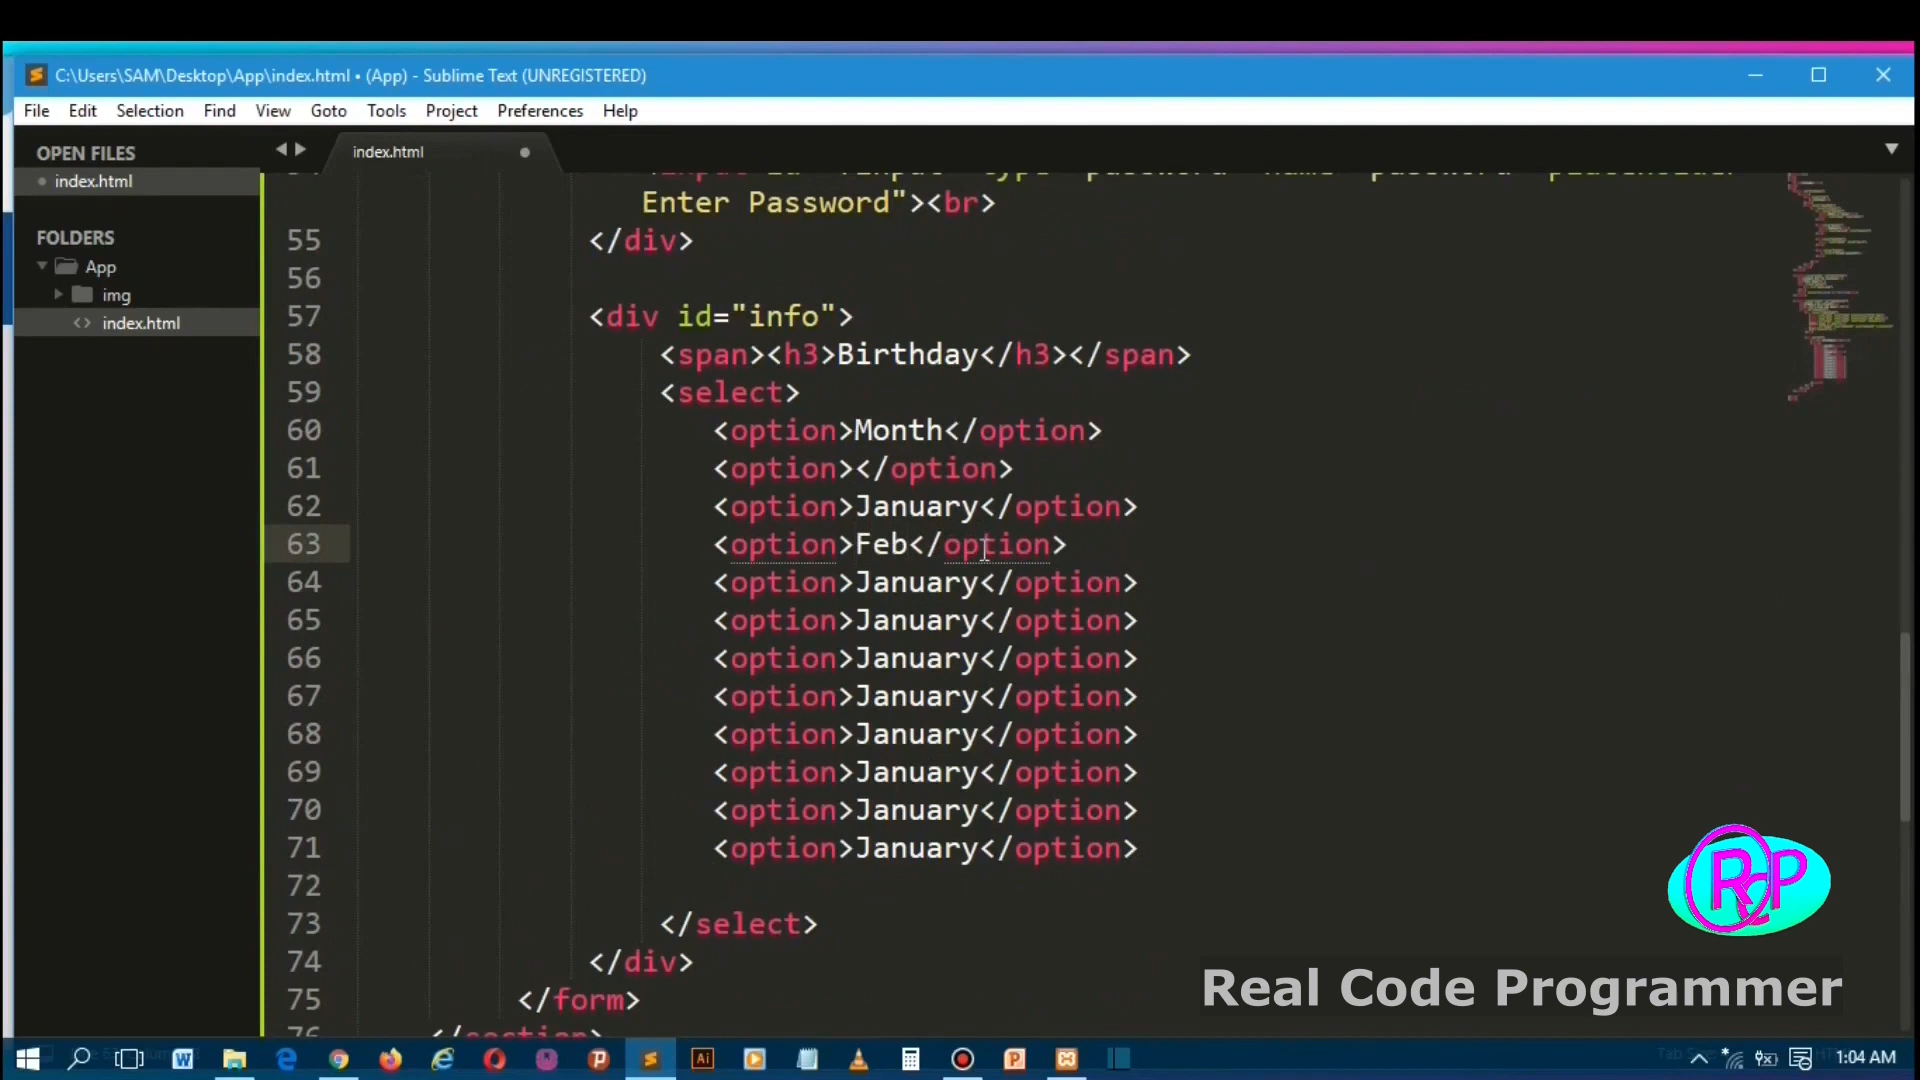 C:\Users\SAM\Desktop\App\index.html • (App) - Sublime Text (UNREGISTERED)
File Edit Selection Find View Goto Tools Project Preferences Help
OPEN FILES
index.html
FOLDERS
App
img
index.html
index.html
Enter Password"><br>
55 </div>
56
57 <div id="info">
58 <span><h3>Birthday</h3></span>
59 <select>
60 <option>Month</option>
61 <option></option>
62 <option>January</option>
63 <option>Feb</option>
64 <option>January</option>
65 <option>January</option>
66 <option>January</option>
67 <option>January</option>
68 <option>January</option>
69 <option>January</option>
70 <option>January</option>
71 <option>January</option>
72
73 </select>
74 </div>
75 </form>
76 </section>
RCP
Real Code Programmer
1:04 AM